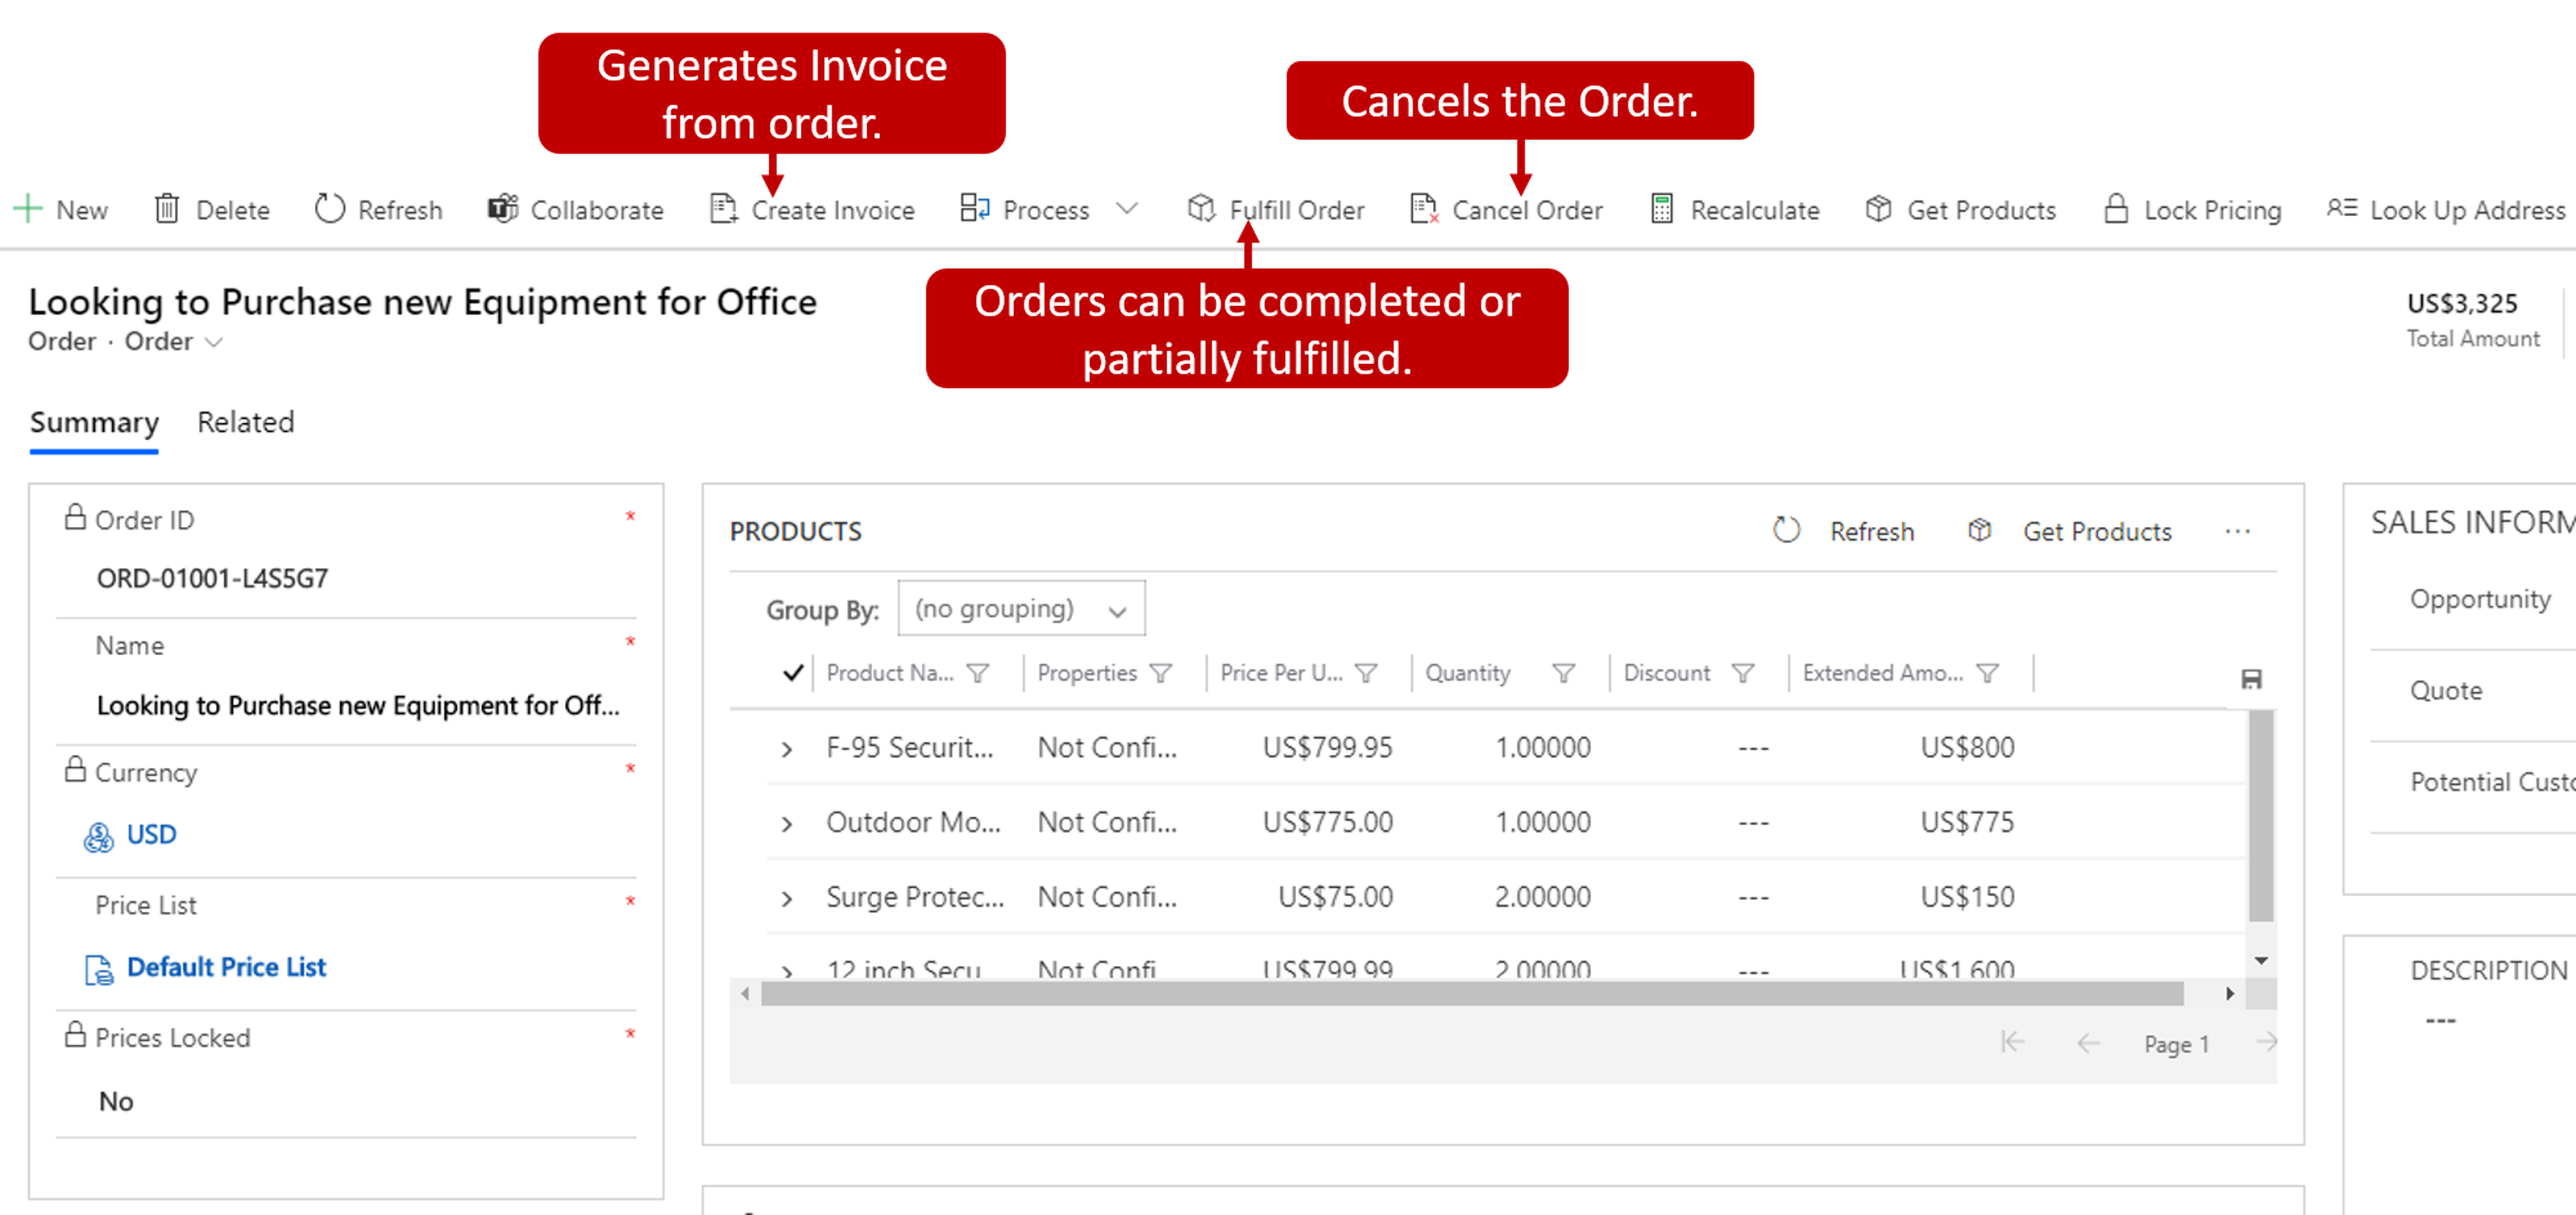 Generates Invoice
from order.
Cancels the Order.
New Delete Refresh Collaborate Create Invoice Process Fulfill Order Cancel Order Recalculate Get Products Lock Pricing Look Up Address
Orders can be completed or
partially fulfilled.
Looking to Purchase new Equipment for Office
Order · Order
US$3,325
Total Amount
Summary Related
Order ID *
ORD-01001-L4S5G7
Name *
Looking to Purchase new Equipment for Off...
Currency *
USD
Price List *
Default Price List
Prices Locked *
No
PRODUCTS Refresh Get Products ...
Group By: (no grouping)
Product Na... Properties Price Per U... Quantity Discount Extended Amo...
F-95 Securit... Not Confi... US$799.95 1.00000 --- US$800
Outdoor Mo... Not Confi... US$775.00 1.00000 --- US$775
Surge Protec... Not Confi... US$75.00 2.00000 --- US$150
12 inch Secu Not Confi US$799.99 2.00000 --- US$1,600
Page 1
SALES INFORM
Opportunity
Quote
Potential Custo
DESCRIPTION
---